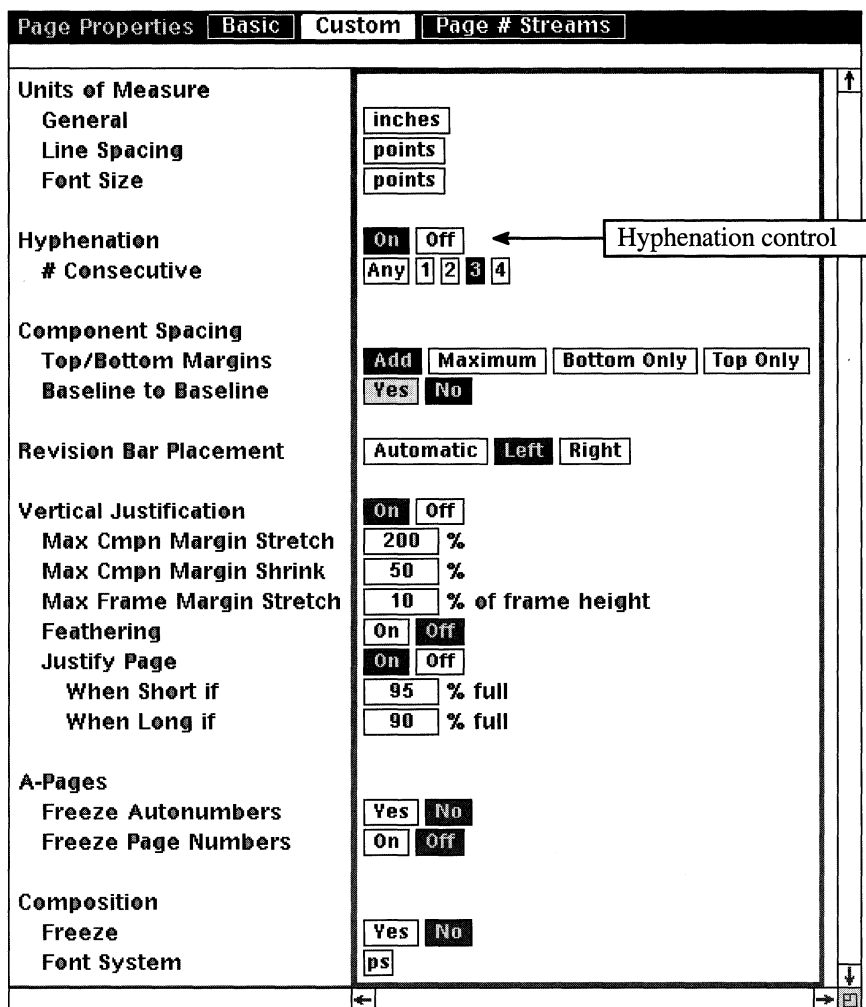 Page Properties Basic Custom Page # Streams
Units of Measure
General inches
Line Spacing points
Font Size points
Hyphenation On Off Hyphenation control
# Consecutive Any 1 2 3 4
Component Spacing
Top/Bottom Margins Add Maximum Bottom Only Top Only
Baseline to Baseline Yes No
Revision Bar Placement Automatic Left Right
Vertical Justification On Off
Max Cmpn Margin Stretch 200 %
Max Cmpn Margin Shrink 50 %
Max Frame Margin Stretch 10 % of frame height
Feathering On Off
Justify Page On Off
When Short if 95 % full
When Long if 90 % full
A-Pages
Freeze Autonumbers Yes No
Freeze Page Numbers On Off
Composition
Freeze Yes No
Font System ps